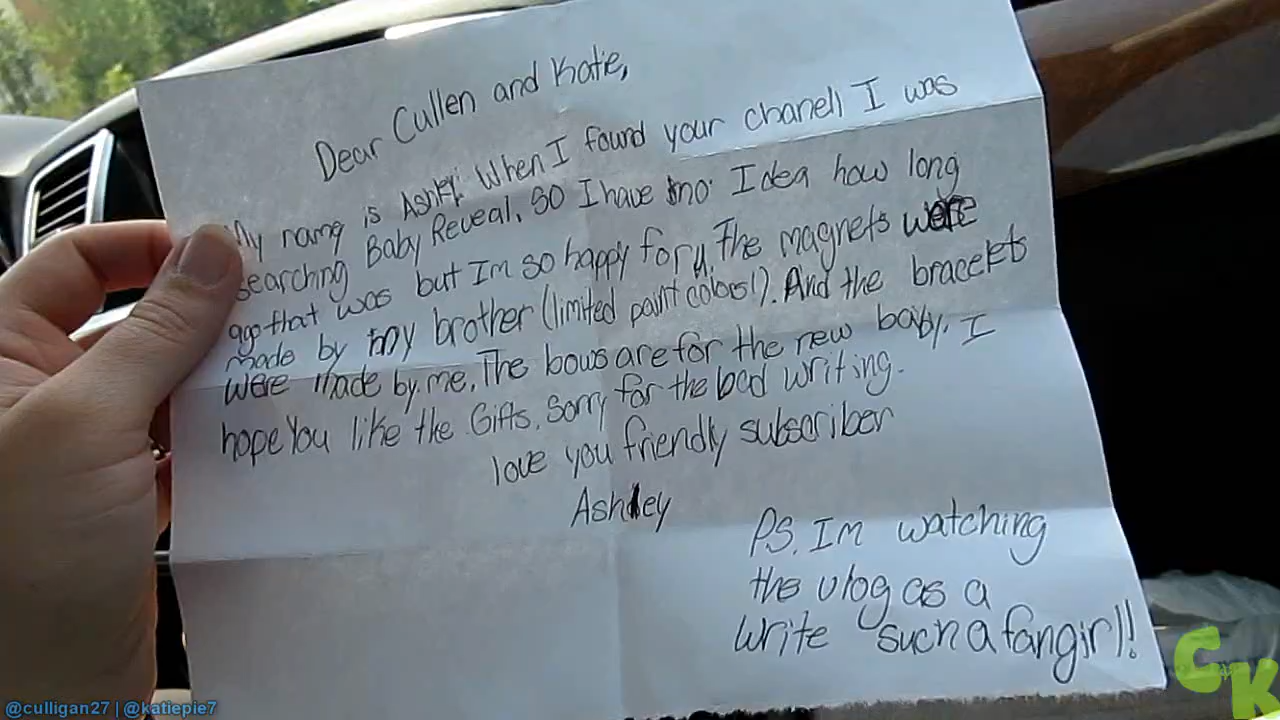 Dear Cullen and Katie,
My name is Ashley. When I found your chanell I was
searching Baby Reveal. So I have no Idea how long
ago that was but Im so happy for u. The magnets were
made by my brother (limited paint colors!). And the bracelets
were made by me. The bows are for the new baby. I
hope You like the Gifts. Sorry for the bad writing.
love you friendly subscriber
Ashley
P.S. Im watching
the vlog as a
write such a fangirl!!
@culligan27 | @katiepie7
CK